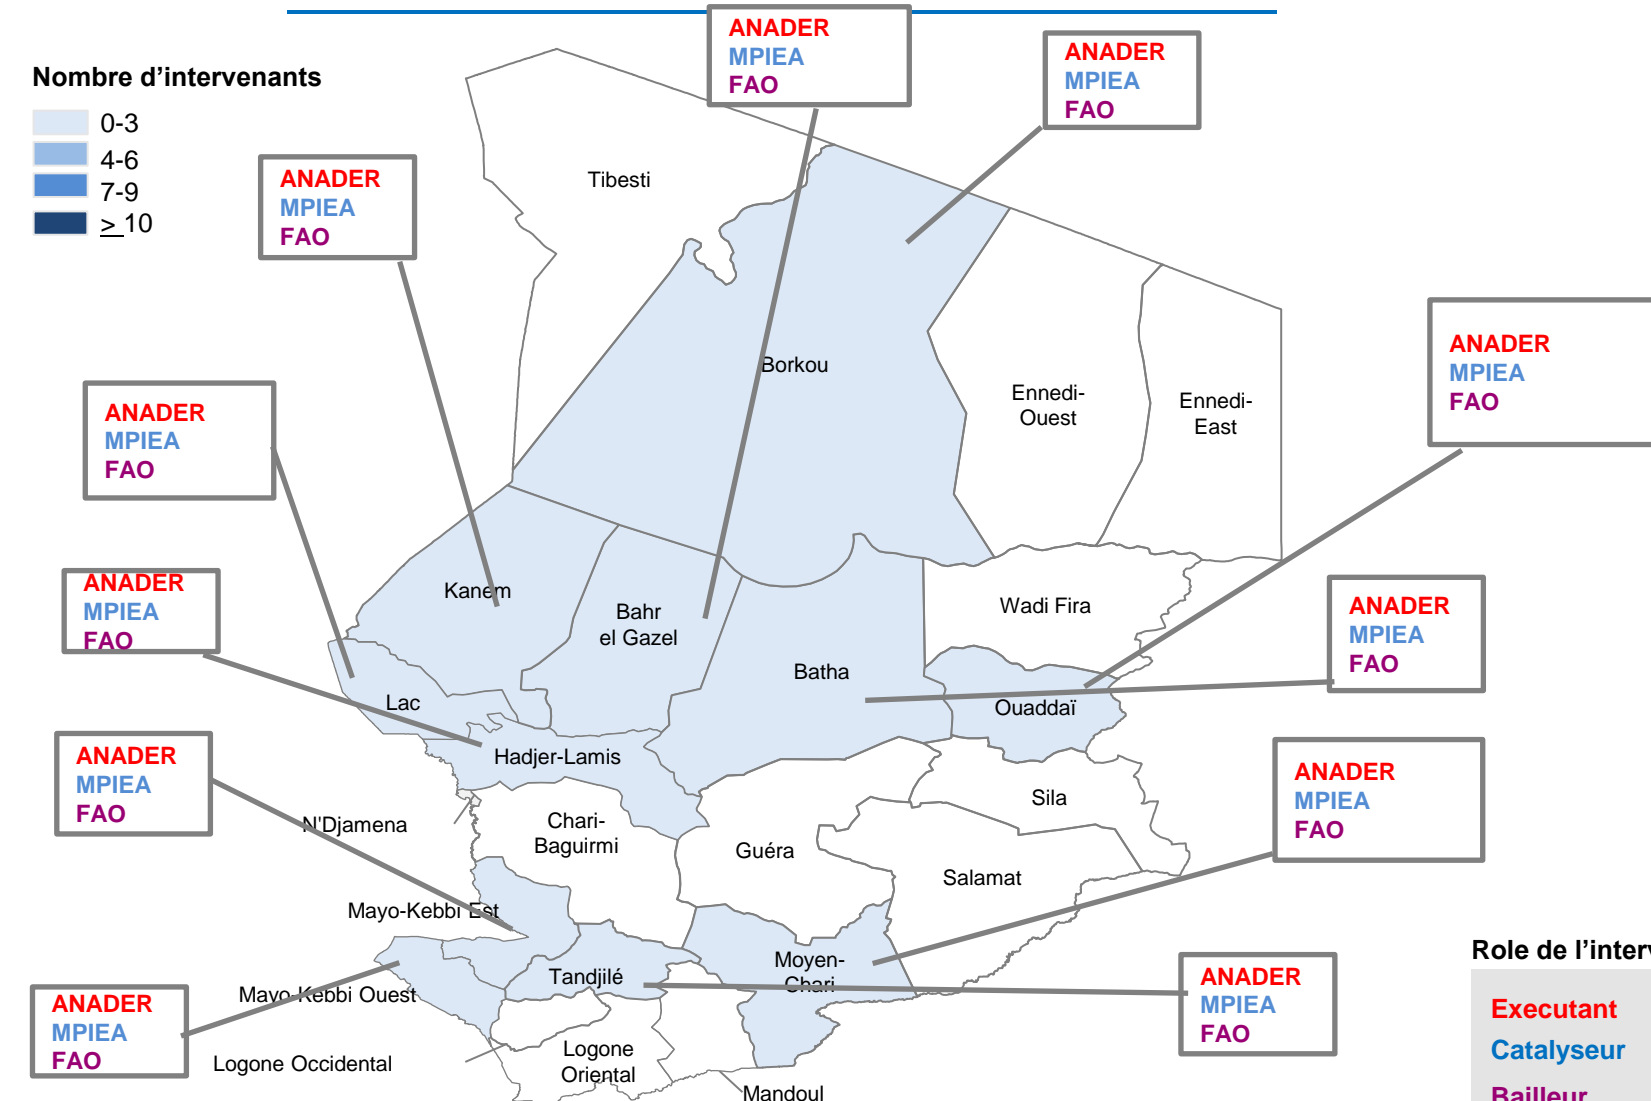 Nombre d’intervenants
0-3
4-6
7-9
> 10
ANADER
MPIEA
FAO
ANADER
MPIEA
FAO
ANADER
MPIEA
FAO
ANADER
MPIEA
FAO
ANADER
MPIEA
FAO
ANADER
MPIEA
FAO
ANADER
MPIEA
FAO
ANADER
MPIEA
FAO
ANADER
MPIEA
FAO
ANADER
MPIEA
FAO
ANADER
MPIEA
FAO
ANADER
MPIEA
FAO
Tibesti
Borkou
Ennedi-
Ouest
Ennedi-
East
Kanem
Bahr
el Gazel
Wadi Fira
Batha
Lac
Ouaddaï
Hadjer-Lamis
Sila
N'Djamena
Chari-
Baguirmi
Guéra
Salamat
Mayo-Kebbi Est
Moyen-
Chari
Tandjilé
Mayo-Kebbi Ouest
Logone Occidental
Logone
Oriental
Mandoul
Role de l’interv
Executant
Catalyseur
Bailleur